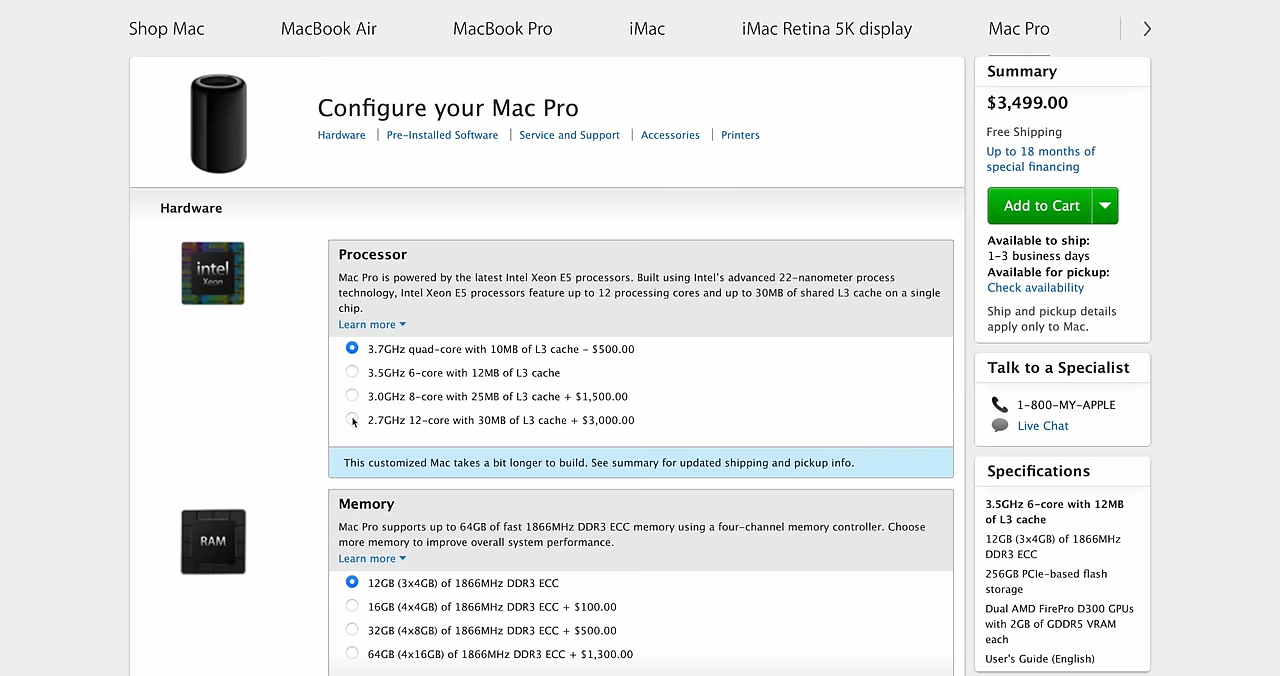 Shop Mac MacBook Air MacBook Pro iMac iMac Retina 5K display Mac Pro
Configure your Mac Pro
Hardware | Pre-Installed Software | Service and Support | Accessories | Printers
Hardware
intel
Xeon
Processor
Mac Pro is powered by the latest Intel Xeon E5 processors. Built using Intel's advanced 22-nanometer process
technology, Intel Xeon E5 processors feature up to 12 processing cores and up to 30MB of shared L3 cache on a single
chip.
Learn more
3.7GHz quad-core with 10MB of L3 cache – $500.00
3.5GHz 6-core with 12MB of L3 cache
3.0GHz 8-core with 25MB of L3 cache + $1,500.00
2.7GHz 12-core with 30MB of L3 cache + $3,000.00
This customized Mac takes a bit longer to build. See summary for updated shipping and pickup info.
RAM
Memory
Mac Pro supports up to 64GB of fast 1866MHz DDR3 ECC memory using a four-channel memory controller. Choose
more memory to improve overall system performance.
Learn more
12GB (3x4GB) of 1866MHz DDR3 ECC
16GB (4x4GB) of 1866MHz DDR3 ECC + $100.00
32GB (4x8GB) of 1866MHz DDR3 ECC + $500.00
64GB (4x16GB) of 1866MHz DDR3 ECC + $1,300.00
Summary
$3,499.00
Free Shipping
Up to 18 months of
special financing
Add to Cart
Available to ship:
1-3 business days
Available for pickup:
Check availability
Ship and pickup details
apply only to Mac.
Talk to a Specialist
1-800-MY-APPLE
Live Chat
Specifications
3.5GHz 6-core with 12MB
of L3 cache
12GB (3x4GB) of 1866MHz
DDR3 ECC
256GB PCIe-based flash
storage
Dual AMD FirePro D300 GPUs
with 2GB of GDDR5 VRAM
each
User's Guide (English)